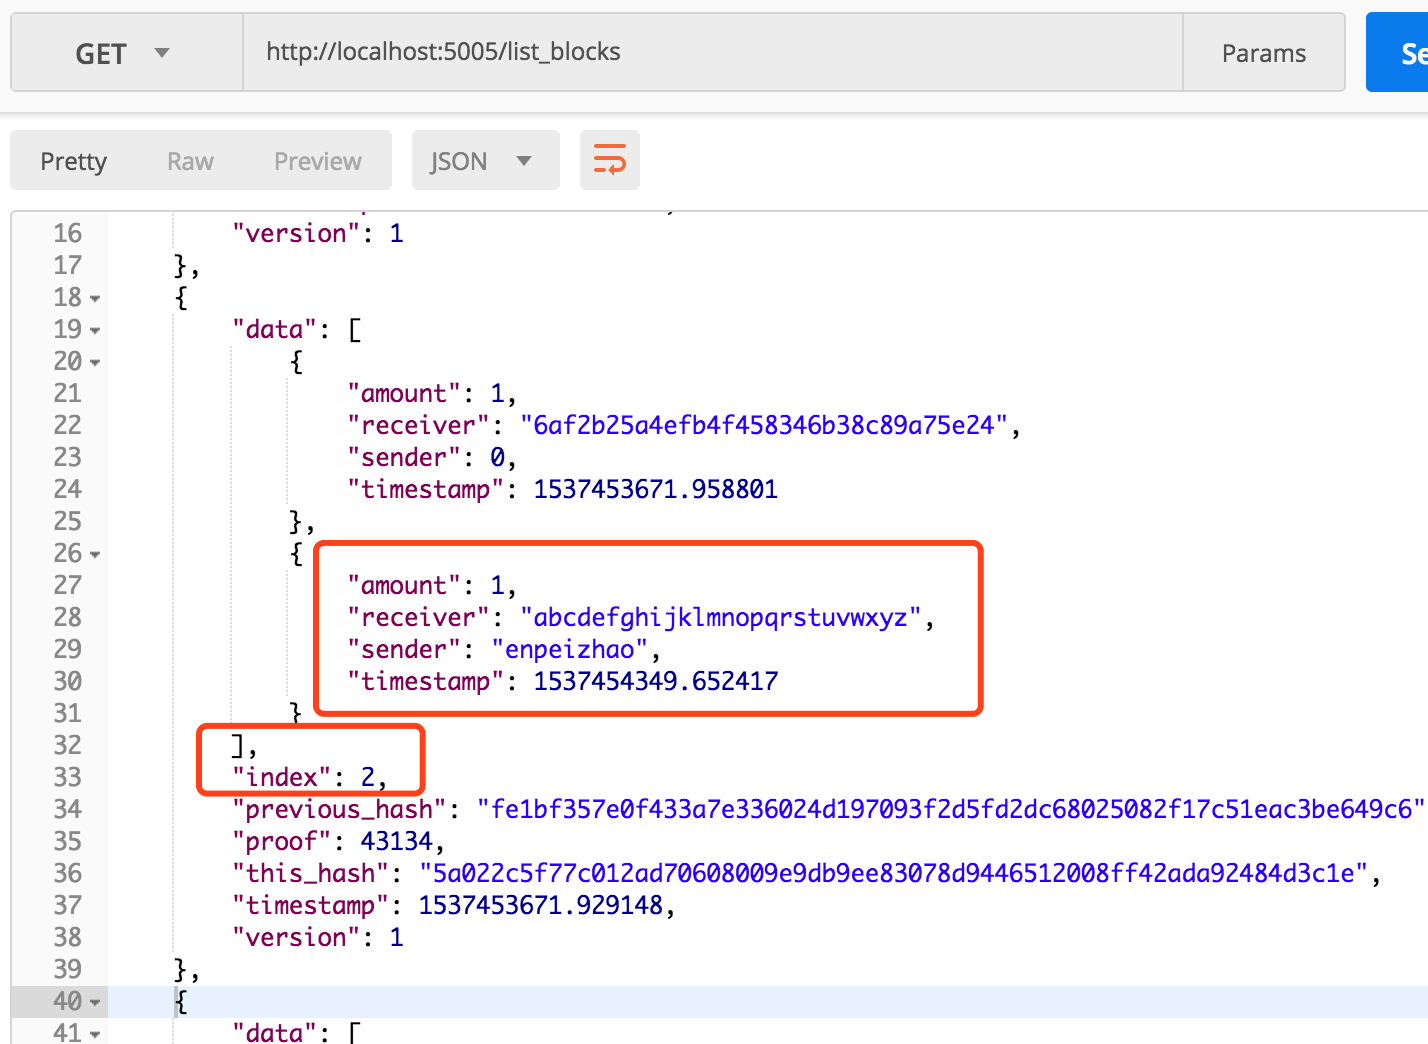 GET http://localhost:5005/list_blocks Params Se
Pretty Raw Preview JSON
16 "version": 1
17 },
18 {
19 "data": [
20 {
21 "amount": 1,
22 "receiver": "6af2b25a4efb4f458346b38c89a75e24",
23 "sender": 0,
24 "timestamp": 1537453671.958801
25 },
26 {
27 "amount": 1,
28 "receiver": "abcdefghijklmnopqrstuvwxyz",
29 "sender": "enpeizhao",
30 "timestamp": 1537454349.652417
31 }
32 ],
33 "index": 2,
34 "previous_hash": "fe1bf357e0f433a7e336024d197093f2d5fd2dc68025082f17c51eac3be649c6"
35 "proof": 43134,
36 "this_hash": "5a022c5f77c012ad70608009e9db9ee83078d9446512008ff42ada92484d3c1e",
37 "timestamp": 1537453671.929148,
38 "version": 1
39 },
40 {
41 "data": [